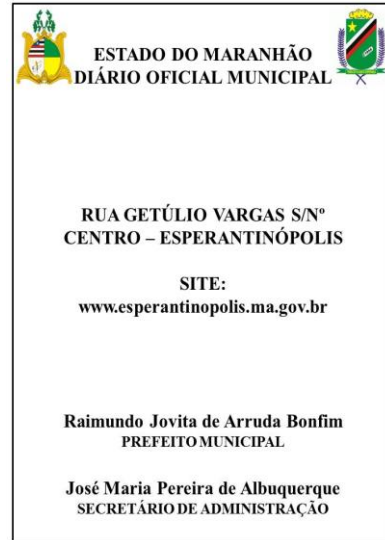 ESTADO DO MARANHÃO
DIÁRIO OFICIAL MUNICIPAL
RUA GETÚLIO VARGAS S/Nº
CENTRO – ESPERANTINÓPOLIS
SITE:
www.esperantinopolis.ma.gov.br
Raimundo Jovita de Arruda Bonfim
PREFEITO MUNICIPAL
José Maria Pereira de Albuquerque
SECRETÁRIO DE ADMINISTRAÇÃO